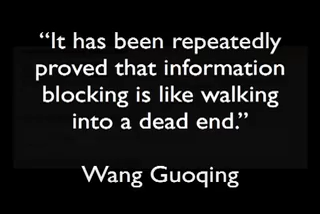 “It has been repeatedly
proved that information
blocking is like walking
into a dead end.”
Wang Guoqing